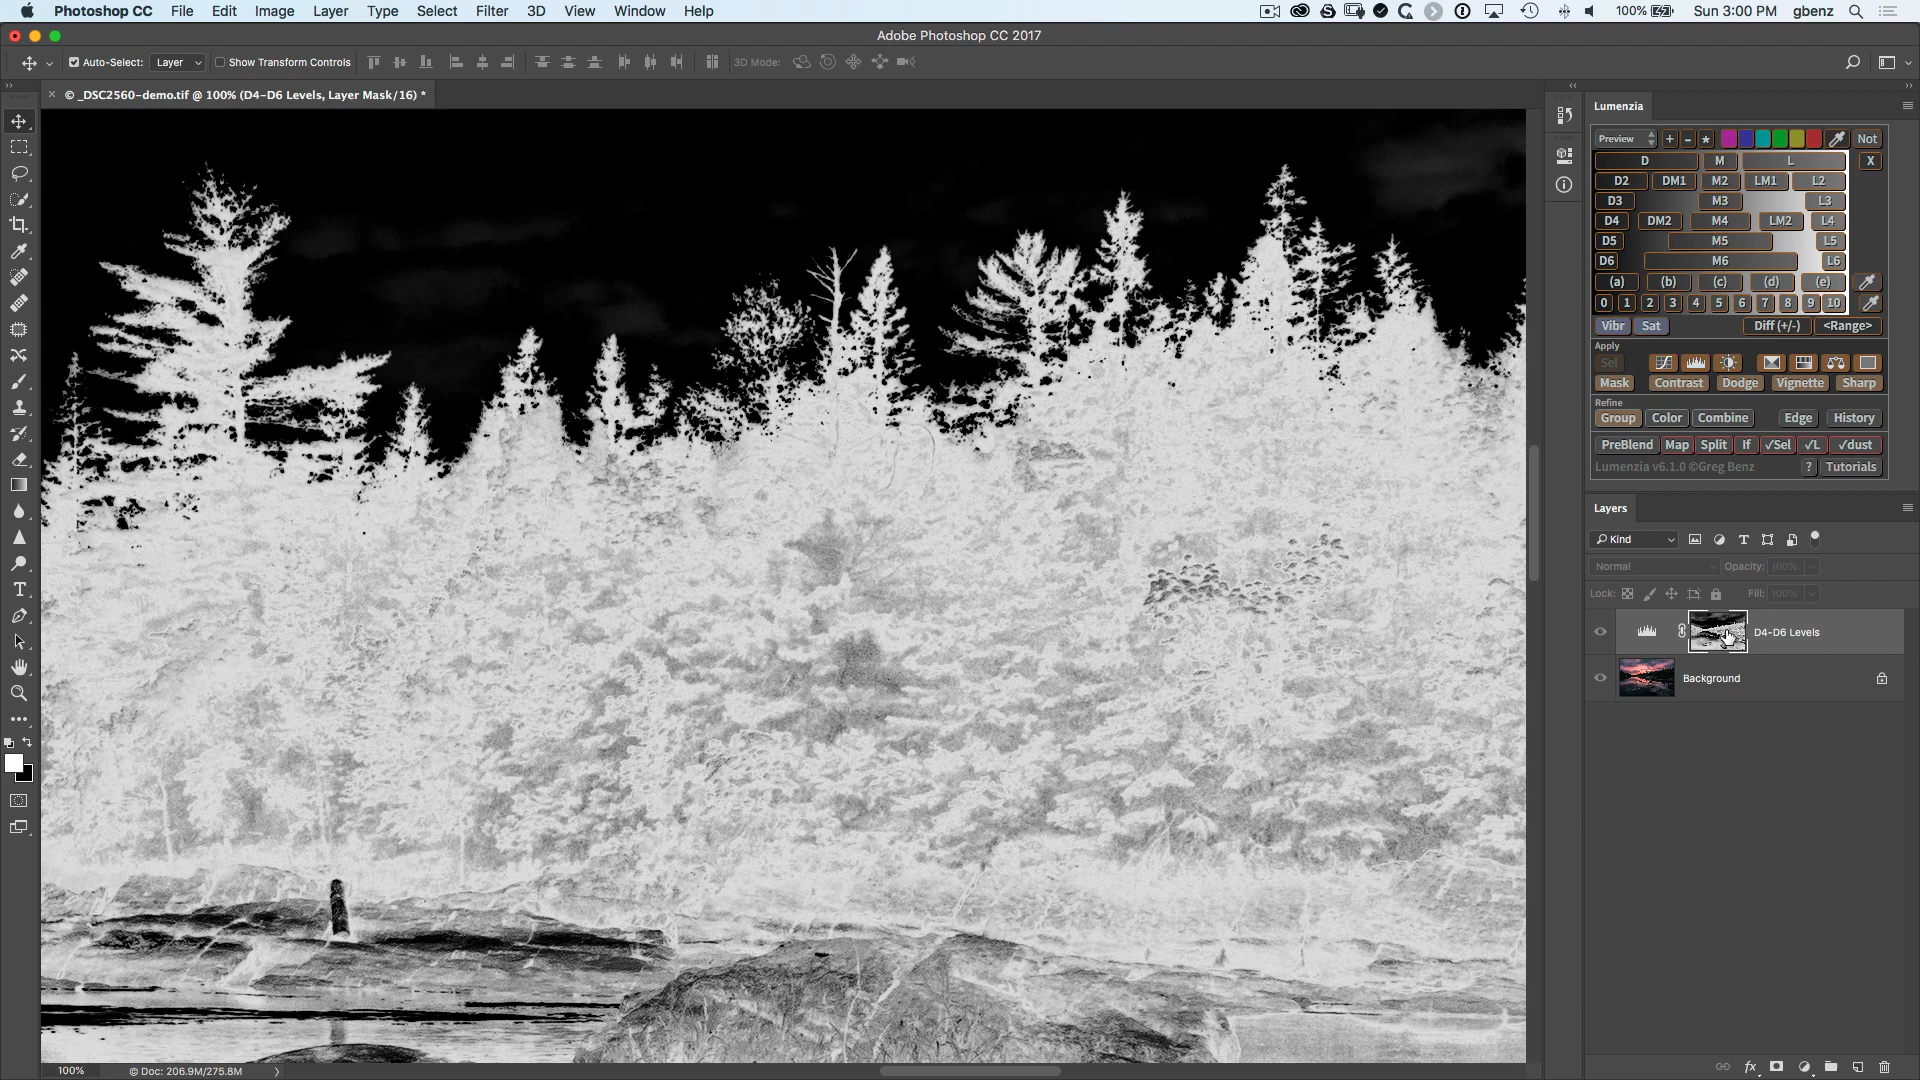 Photoshop CC File Edit Image Layer Type Select Filter 3D View Window Help 100% Sun 3:00 PM gbenz
Adobe Photoshop CC 2017
Auto-Select: Layer Show Transform Controls 3D Mode:
× © _DSC2560-demo.tif @ 100% (D4-D6 Levels, Layer Mask/16) *
Lumenzia
Preview + - * Not
D M L X
D2 DM1 M2 LM1 L2
D3 M3 L3
D4 DM2 M4 LM2 L4
D5 M5 L5
D6 M6 L6
(a) (b) (c) (d) (e)
0 1 2 3 4 5 6 7 8 9 10
Vibr Sat Diff (+/-) <Range>
Apply
Sel
Mask Contrast Dodge Vignette Sharp
Refine
Group Color Combine Edge History
PreBlend Map Split If ✓Sel ✓L ✓dust
Lumenzia v6.1.0 ©Greg Benz ? Tutorials
Layers
Kind
Normal Opacity: 100%
Lock: Fill: 100%
D4-D6 Levels
Background
100% © Doc: 206.9M/275.8M
fx